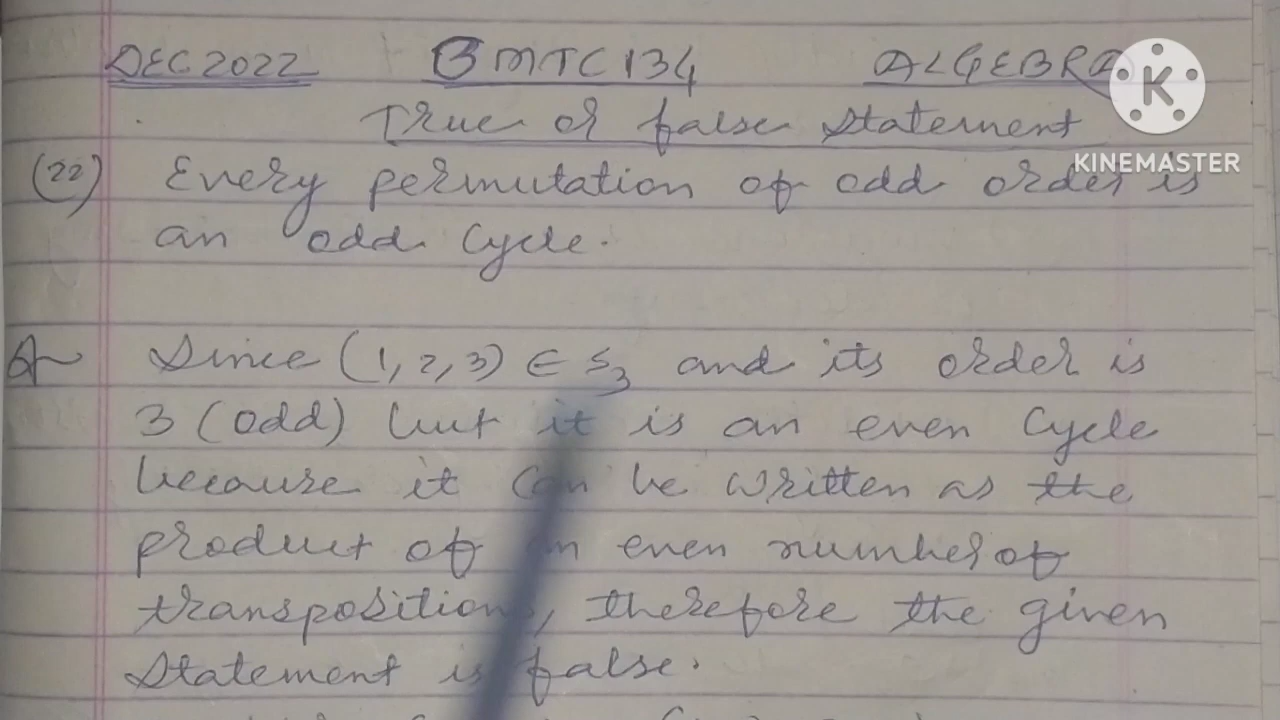 DEC 2022 BMTC 134 ALGEBRA
K
KINEMASTER
True or false statement
(22) Every permutation of odd order is
an odd cycle.
Since (1, 2, 3) ∈ S₃ and its order is
3 (odd) but it is an even cycle
because it can be written as the
product of an even number of
transpositions, therefore the given
statement is false.